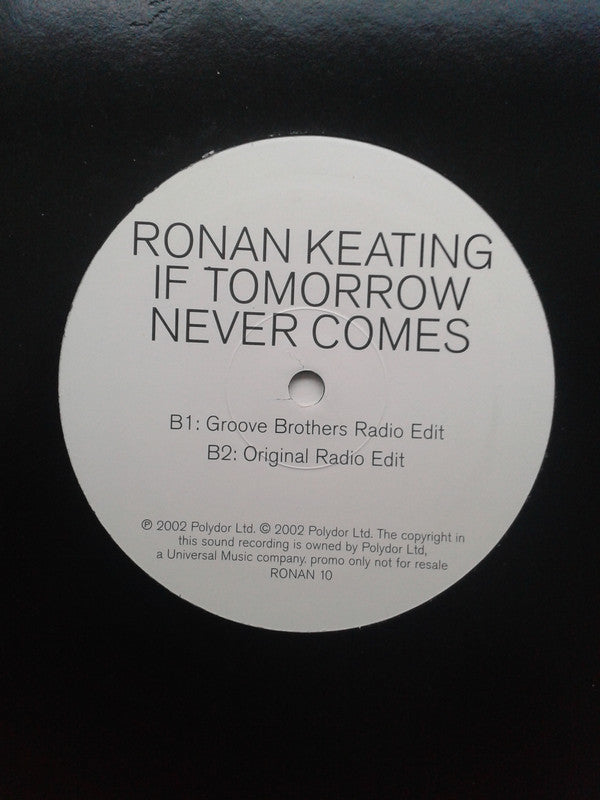 RONAN KEATING
IF TOMORROW
NEVER COMES
B1: Groove Brothers Radio Edit
B2: Original Radio Edit
℗ 2002 Polydor Ltd. © 2002 Polydor Ltd. The copyright in
this sound recording is owned by Polydor Ltd,
a Universal Music company. promo only not for resale
RONAN 10